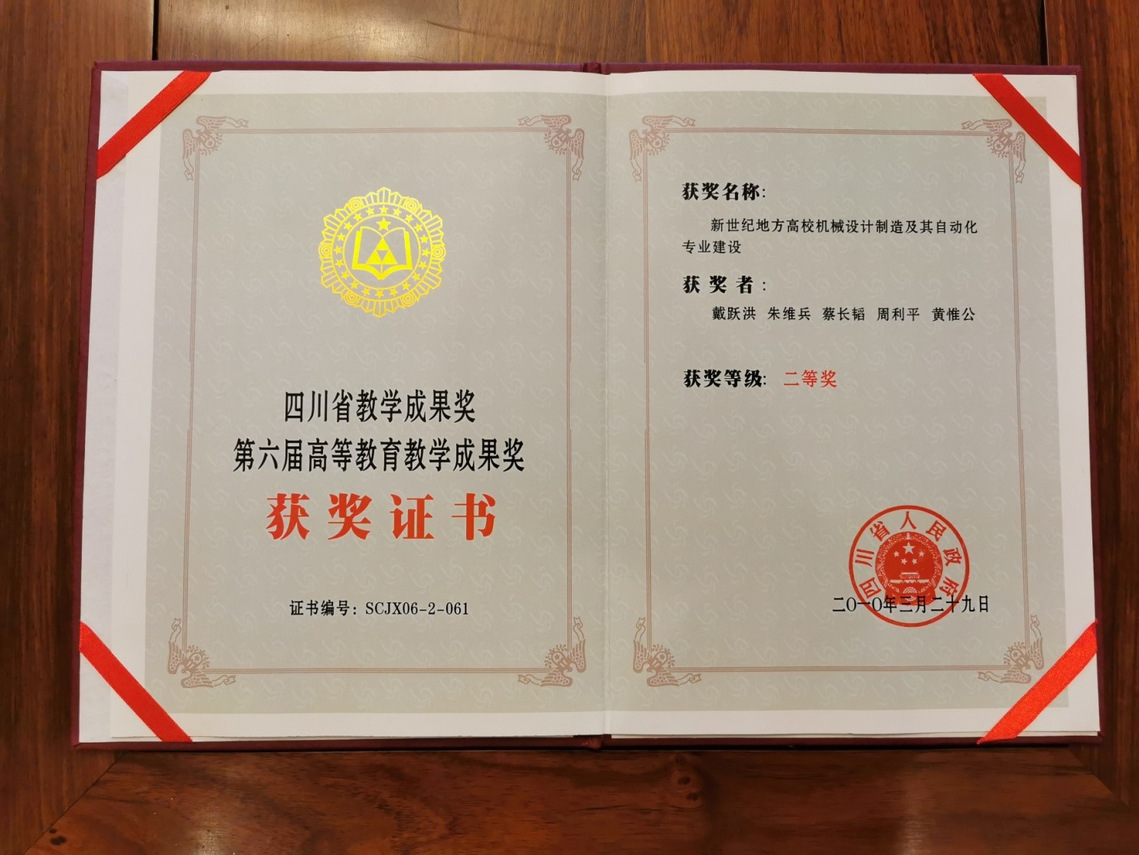 四川省教学成果奖
第六届高等教育教学成果奖
获奖证书
证书编号：SCJX06-2-061
获奖名称:
新世纪地方高校机械设计制造及其自动化
专业建设
获奖者:
戴跃洪 朱维兵 蔡长韬 周利平 黄惟公
获奖等级: 二等奖
四川省人民政府
二〇一〇年三月二十九日